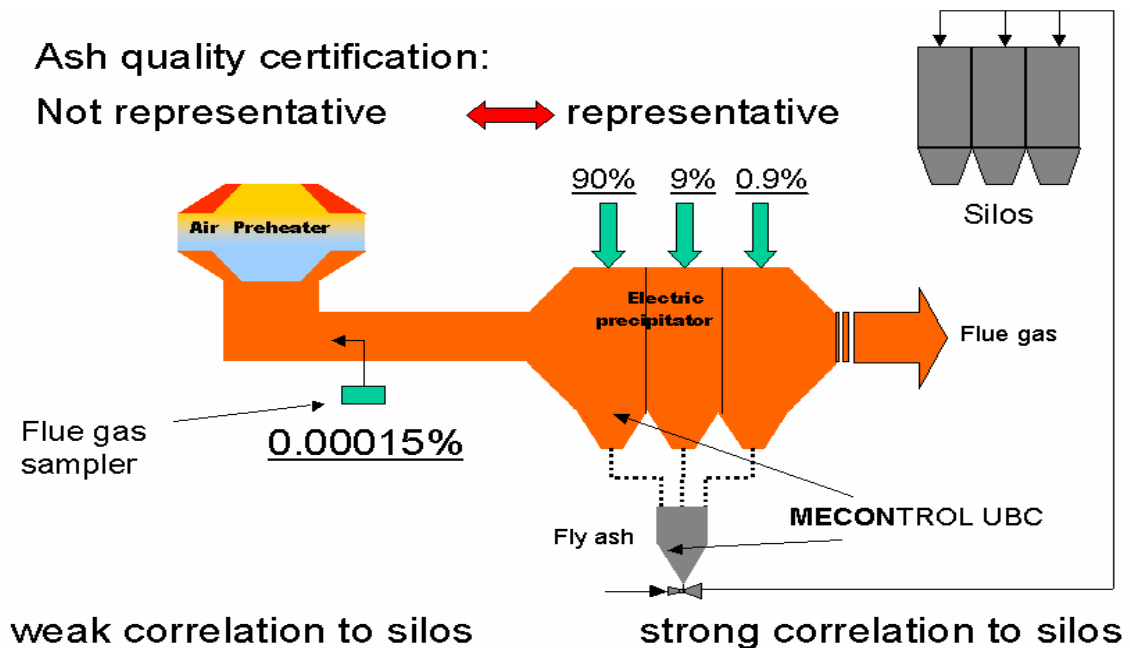 Ash quality certification:
Not representative representative
90% 9% 0.9%
Silos
Air Preheater
Electric
precipitator
Flue gas
Flue gas
sampler
0.00015%
MECONTROL UBC
Fly ash
weak correlation to silos strong correlation to silos